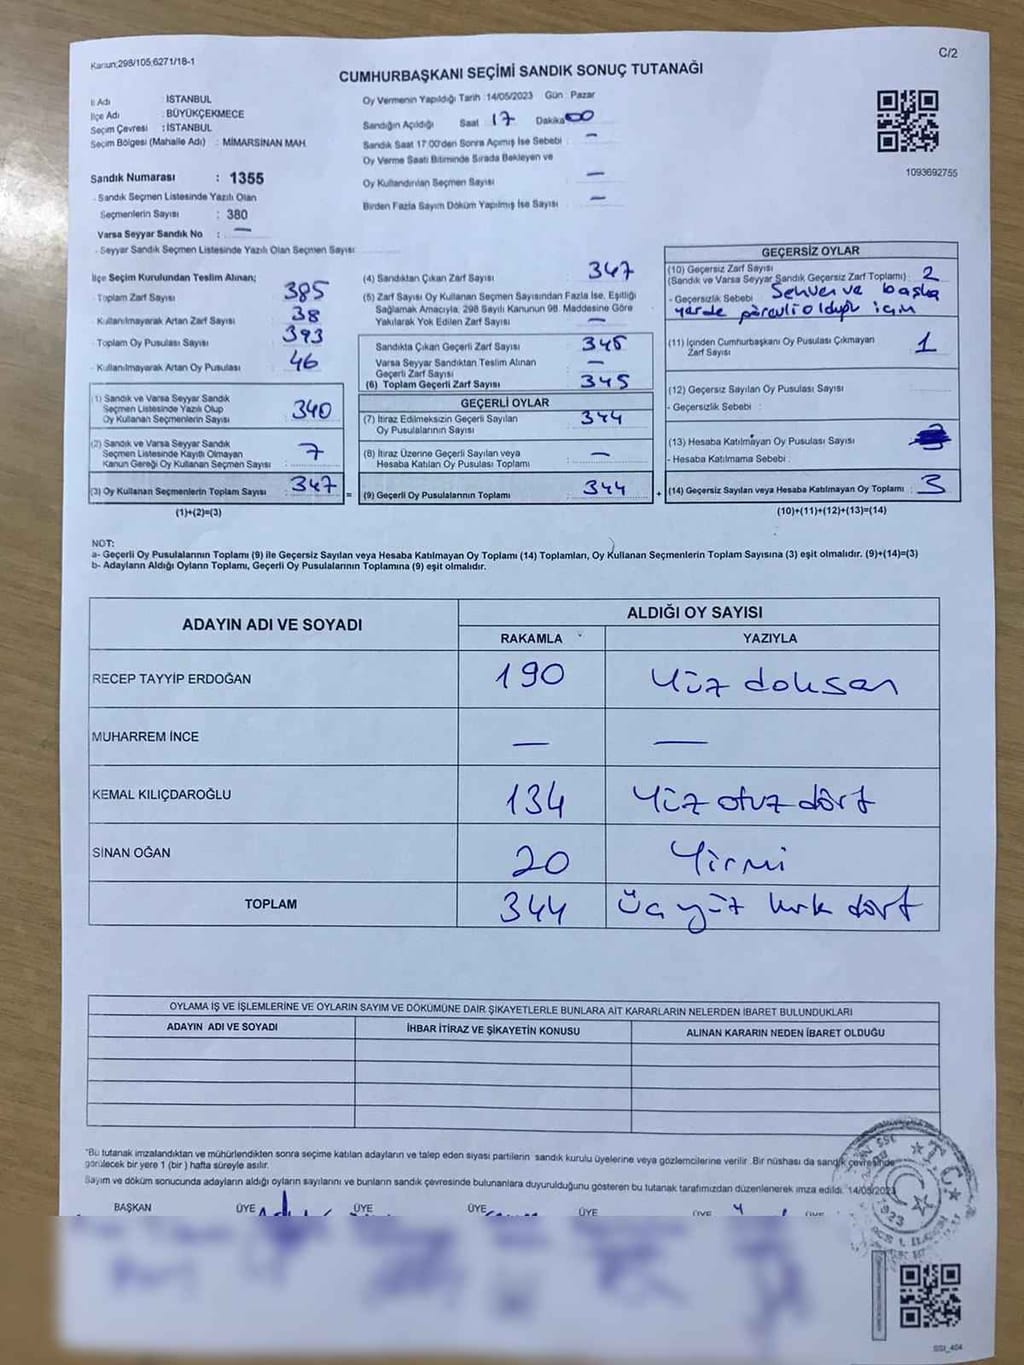 Kanun;298/105;6271/18-1
C/2
CUMHURBAŞKANI SEÇİMİ SANDIK SONUÇ TUTANAĞI
İl Adı : İSTANBUL
İlçe Adı : BÜYÜKÇEKMECE
Seçim Çevresi : İSTANBUL
Seçim Bölgesi (Mahalle Adı) : MİMARSİNAN MAH.
Sandık Numarası : 1355
- Sandık Seçmen Listesinde Yazılı Olan
Seçmenlerin Sayısı : 380
Varsa Seyyar Sandık No : —
- Seyyar Sandık Seçmen Listesinde Yazılı Olan Seçmen Sayısı:
Oy Vermenin Yapıldığı Tarih :14/05/2023 Gün : Pazar
Sandığın Açıldığı Saat 17 Dakika 00
Sandık Saat 17:00'den Sonra Açımış İse Sebebi : —
Oy Verme Saati Bitiminde Sırada Bekleyen ve
Oy Kullandırılan Seçmen Sayısı : —
Birden Fazla Sayım Döküm Yapılmış İse Sayısı : —
1093692755
İlçe Seçim Kurulundan Teslim Alınan;
- Toplam Zarf Sayısı : 385
- Kullanılmayarak Artan Zarf Sayısı : 38
- Toplam Oy Pusulası Sayısı : 393
- Kullanılmayarak Artan Oy Pusulası : 46
(1) Sandık ve Varsa Seyyar Sandık
Seçmen Listesinde Yazılı Olup
Oy Kullanan Seçmenlerin Sayısı : 340
(2) Sandık ve Varsa Seyyar Sandık
Seçmen Listesinde Kayıtlı Olmayan
Kanun Gereği Oy Kullanan Seçmen Sayısı : 7
(3) Oy Kullanan Seçmenlerin Toplam Sayısı : 347
(1)+(2)=(3)
=
(4) Sandıktan Çıkan Zarf Sayısı : 347
(5) Zarf Sayısı Oy Kullanan Seçmen Sayısından Fazla İse, Eşitliği
Sağlamak Amacıyla, 298 Sayılı Kanunun 98. Maddesine Göre
Yakılarak Yok Edilen Zarf Sayısı : —
Sandıkta Çıkan Geçerli Zarf Sayısı : 345
Varsa Seyyar Sandıktan Teslim Alınan
Geçerli Zarf Sayısı : —
(6) Toplam Geçerli Zarf Sayısı : 345
GEÇERLİ OYLAR
(7) İtiraz Edilmeksizin Geçerli Sayılan
Oy Pusulalarının Sayısı : 344
(8) İtiraz Üzerine Geçerli Sayılan veya
Hesaba Katılan Oy Pusulası Toplamı : —
(9) Geçerli Oy Pusulalarının Toplamı : 344
+
GEÇERSİZ OYLAR
(10) Geçersiz Zarf Sayısı
(Sandık ve Varsa Seyyar Sandık Geçersiz Zarf Toplamı) : 2
- Geçersizlik Sebebi : Sehven ve başka
yerde görevli olduğu için
(11) İçinden Cumhurbaşkanı Oy Pusulası Çıkmayan
Zarf Sayısı : 1
(12) Geçersiz Sayılan Oy Pusulası Sayısı
- Geçersizlik Sebebi :
(13) Hesaba Katılmayan Oy Pusulası Sayısı
- Hesaba Katılmama Sebebi :
(14) Geçersiz Sayılan veya Hesaba Katılmayan Oy Toplamı : 3
(10)+(11)+(12)+(13)=(14)
NOT:
a- Geçerli Oy Pusulalarının Toplamı (9) ile Geçersiz Sayılan veya Hesaba Katılmayan Oy Toplamı (14) Toplamları, Oy Kullanan Seçmenlerin Toplam Sayısına (3) eşit olmalıdır. (9)+(14)=(3)
b- Adayların Aldığı Oyların Toplamı, Geçerli Oy Pusulalarının Toplamına (9) eşit olmalıdır.
ADAYIN ADI VE SOYADI ALDIĞI OY SAYISI
RAKAMLA YAZIYLA
RECEP TAYYİP ERDOĞAN 190 Yüz doksan
MUHARREM İNCE — —
KEMAL KILIÇDAROĞLU 134 Yüz otuz dört
SİNAN OĞAN 20 Yirmi
TOPLAM 344 Üç yüz kırk dört
OYLAMA İŞ VE İŞLEMLERİNE VE OYLARIN SAYIM VE DÖKÜMÜNE DAİR ŞİKAYETLERLE BUNLARA AİT KARARLARIN NELERDEN İBARET BULUNDUKLARI
ADAYIN ADI VE SOYADI İHBAR İTİRAZ VE ŞİKAYETİN KONUSU ALINAN KARARIN NEDEN İBARET OLDUĞU
"Bu tutanak imzalandıktan ve mühürlendikten sonra seçime katılan adayların ve talep eden siyasi partilerin sandık kurulu üyelerine veya gözlemcilerine verilir .Bir nüshası da sandık çevresinde
görülecek bir yere 1 (bir ) hafta süreyle asılır.
Sayım ve döküm sonucunda adayların aldığı oyların sayılarını ve bunların sandık çevresinde bulunanlara duyurulduğunu gösteren bu tutanak tarafımızdan düzenlenerek imza edildi. 14/05/2023
BAŞKAN ÜYE ÜYE ÜYE ÜYE ÜYE ÜYE
T.C.
1923
SSI_404